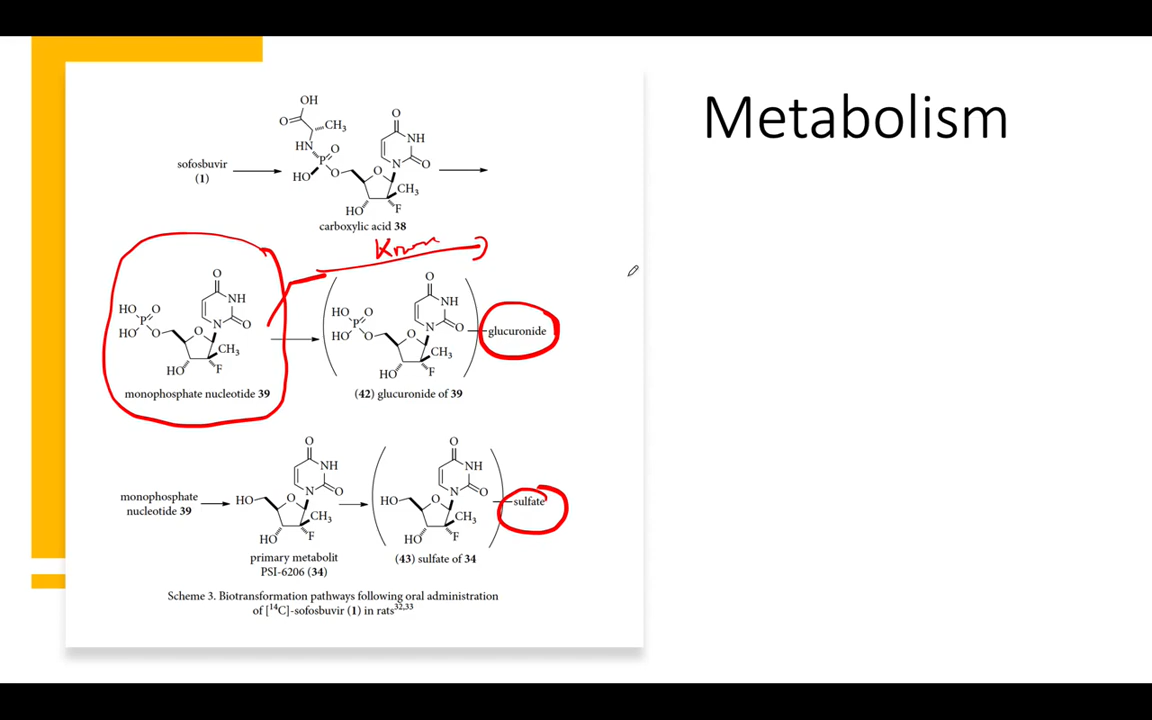 Metabolism
OH
O
CH3
HN
O
P
HO
O
O
NH
N
O
O
CH3
HO
F
sofosbuvir
(1)
carboxylic acid 38
HO
O
P
HO
O
O
NH
N
O
O
CH3
HO
F
monophosphate nucleotide 39
HO
O
P
HO
O
O
NH
N
O
O
CH3
HO
F
glucuronide
(42) glucuronide of 39
monophosphate
nucleotide 39
O
NH
N
O
HO
O
CH3
HO
F
primary metabolit
PSI-6206 (34)
O
NH
N
O
HO
O
CH3
HO
F
sulfate
(43) sulfate of 34
Scheme 3. Biotransformation pathways following oral administration
of [14C]-sofosbuvir (1) in rats32,33